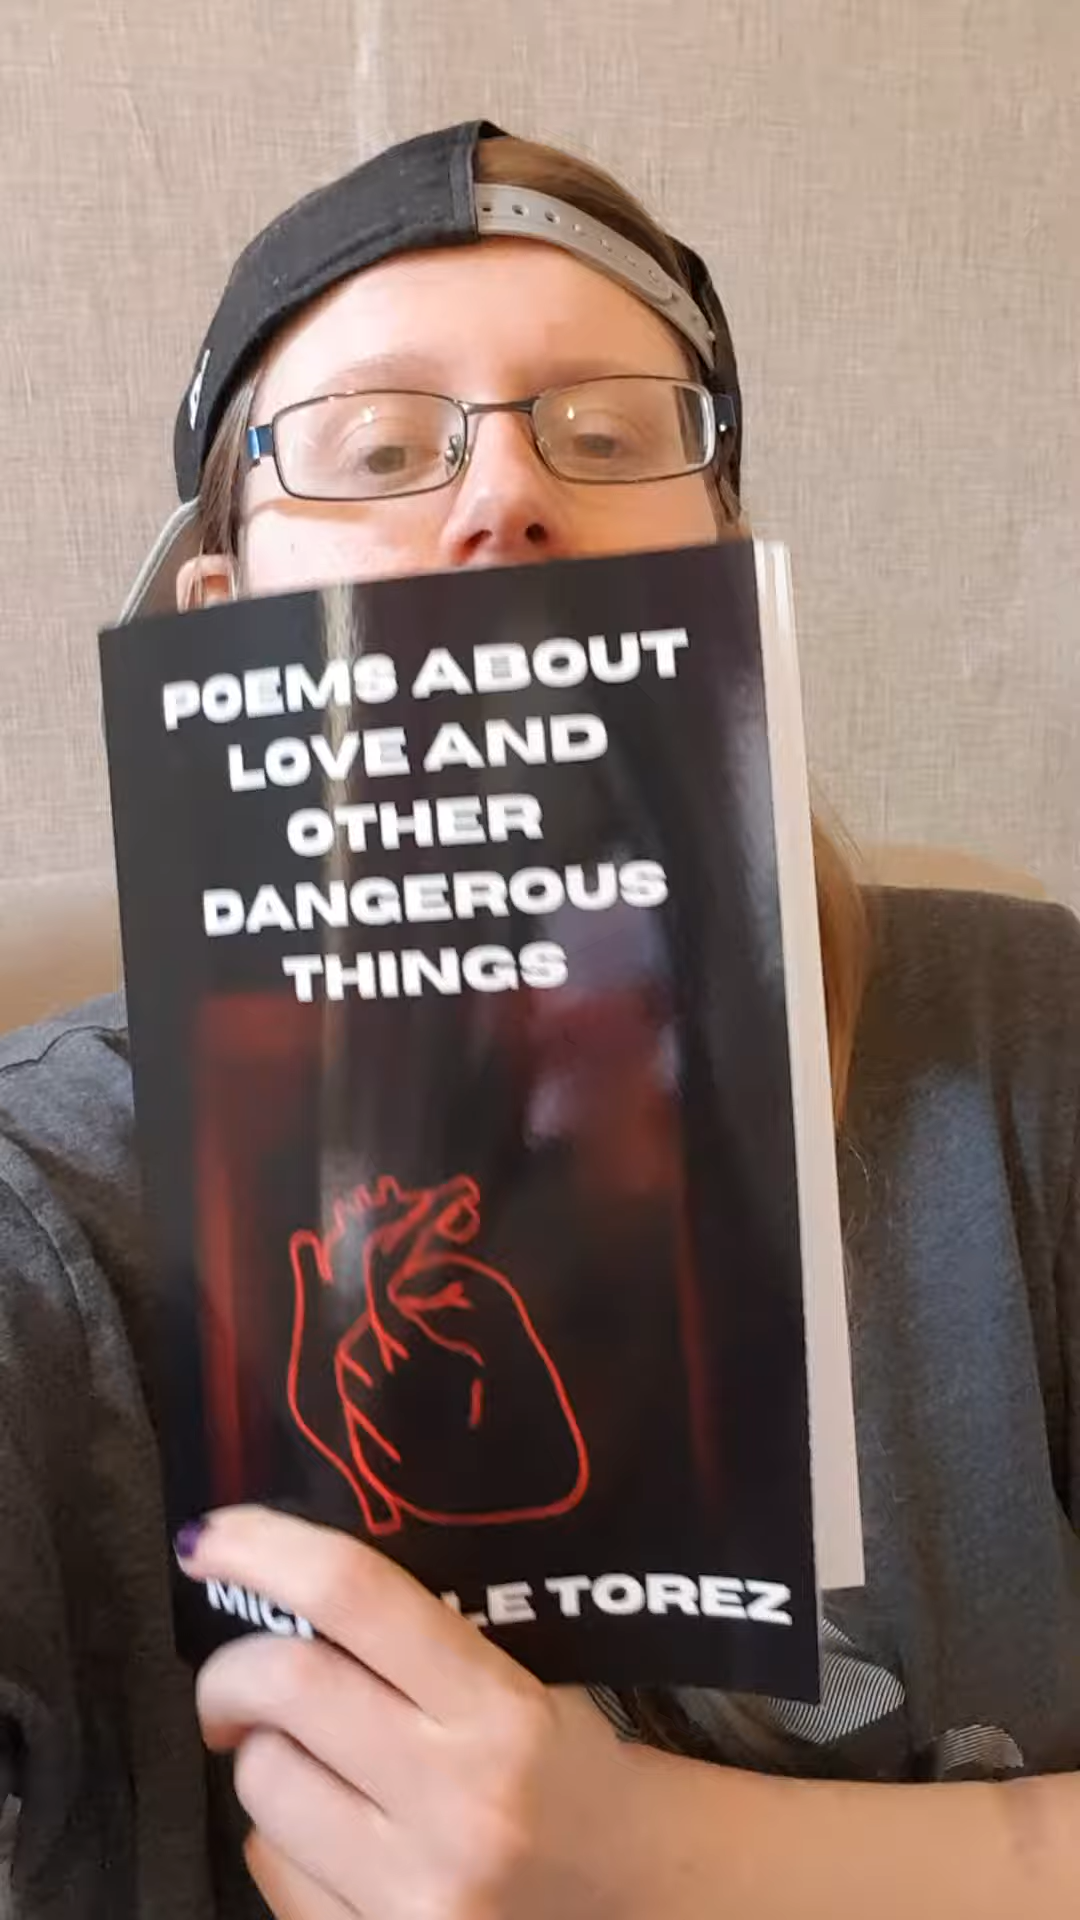 POEMS ABOUT
LOVE AND
OTHER
DANGEROUS
THINGS
TOREZ